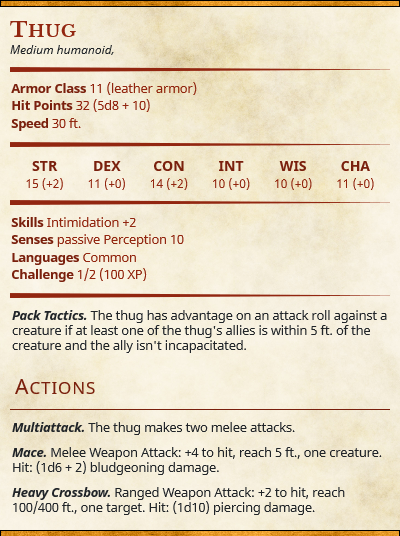 THUG
Medium humanoid,
Armor Class 11 (leather armor)
Hit Points 32 (5d8 + 10)
Speed 30 ft.
STR DEX CON INT WIS CHA
15 (+2) 11 (+0) 14 (+2) 10 (+0) 10 (+0) 11 (+0)
Skills Intimidation +2
Senses passive Perception 10
Languages Common
Challenge 1/2 (100 XP)
Pack Tactics. The thug has advantage on an attack roll against a
creature if at least one of the thug's allies is within 5 ft. of the
creature and the ally isn't incapacitated.
ACTIONS
Multiattack. The thug makes two melee attacks.
Mace. Melee Weapon Attack: +4 to hit, reach 5 ft., one creature.
Hit: (1d6 + 2) bludgeoning damage.
Heavy Crossbow. Ranged Weapon Attack: +2 to hit, reach
100/400 ft., one target. Hit: (1d10) piercing damage.